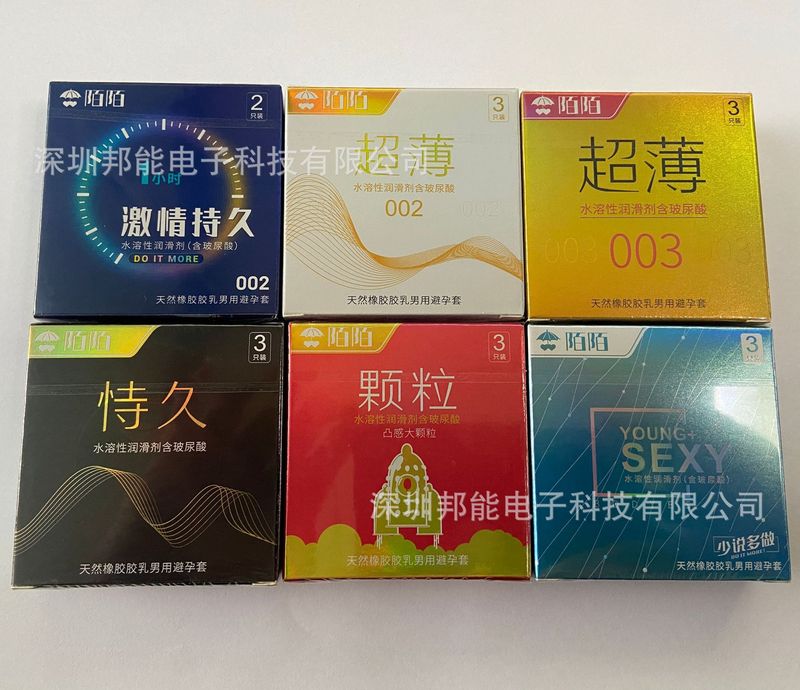 陌陌
2
只装
1小时
激情持久
水溶性润滑剂(含玻尿酸)
DO IT MORE
002
天然橡胶胶乳男用避孕套
陌陌
3
只装
超薄
水溶性润滑剂含玻尿酸
002
002
天然橡胶胶乳男用避孕套
陌陌
3
只装
超薄
水溶性润滑剂含玻尿酸
003
003
003
天然橡胶胶乳男用避孕套
深圳邦能电子科技有限公司
陌陌
3
只装
恃久
水溶性润滑剂含玻尿酸
天然橡胶胶乳男用避孕套
陌陌
3
只装
颗粒
水溶性润滑剂含玻尿酸
凸感大颗粒
天然橡胶胶乳男用避孕套
陌陌
3
只装
YOUNG+
SEXY
水溶性润滑剂(含玻尿酸)
少说多做
DO IT MORE!
天然橡胶胶乳男用避孕套
深圳邦能电子科技有限公司